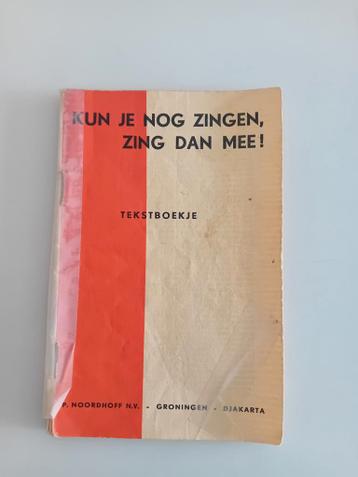 KUN JE NOG ZINGEN,
ZING DAN MEE!
TEKSTBOEKJE
P. NOORDHOFF N.V. - GRONINGEN - DJAKARTA